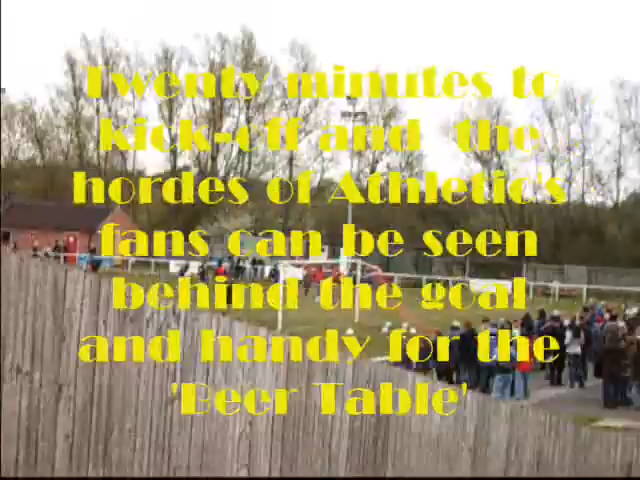 Twenty minutes to
kick-off and the
hordes of Athletic's
fans can be seen
behind the goal
and handy for the
'Beer Table'